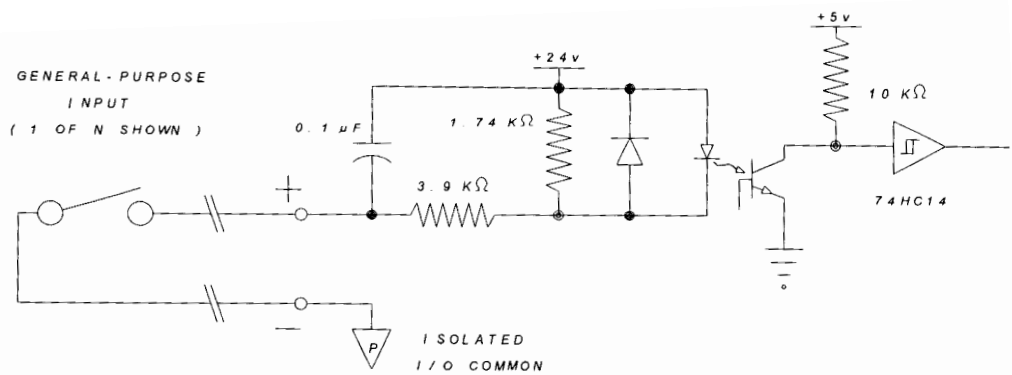 GENERAL-PURPOSE
INPUT
( 1 OF N SHOWN )
0.1 µF
+24v
1.74 KΩ
+5v
10 KΩ
+
3.9 KΩ
74HC14
−
P
ISOLATED
I/O COMMON